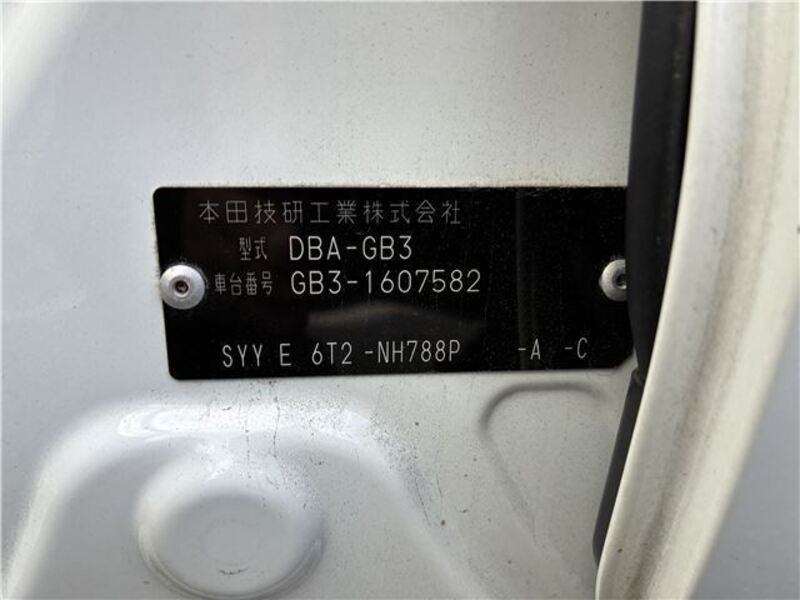 本田技研工業株式会社
型式 DBA-GB3
車台番号 GB3-1607582
SYY E 6T2 -NH788P -A -C